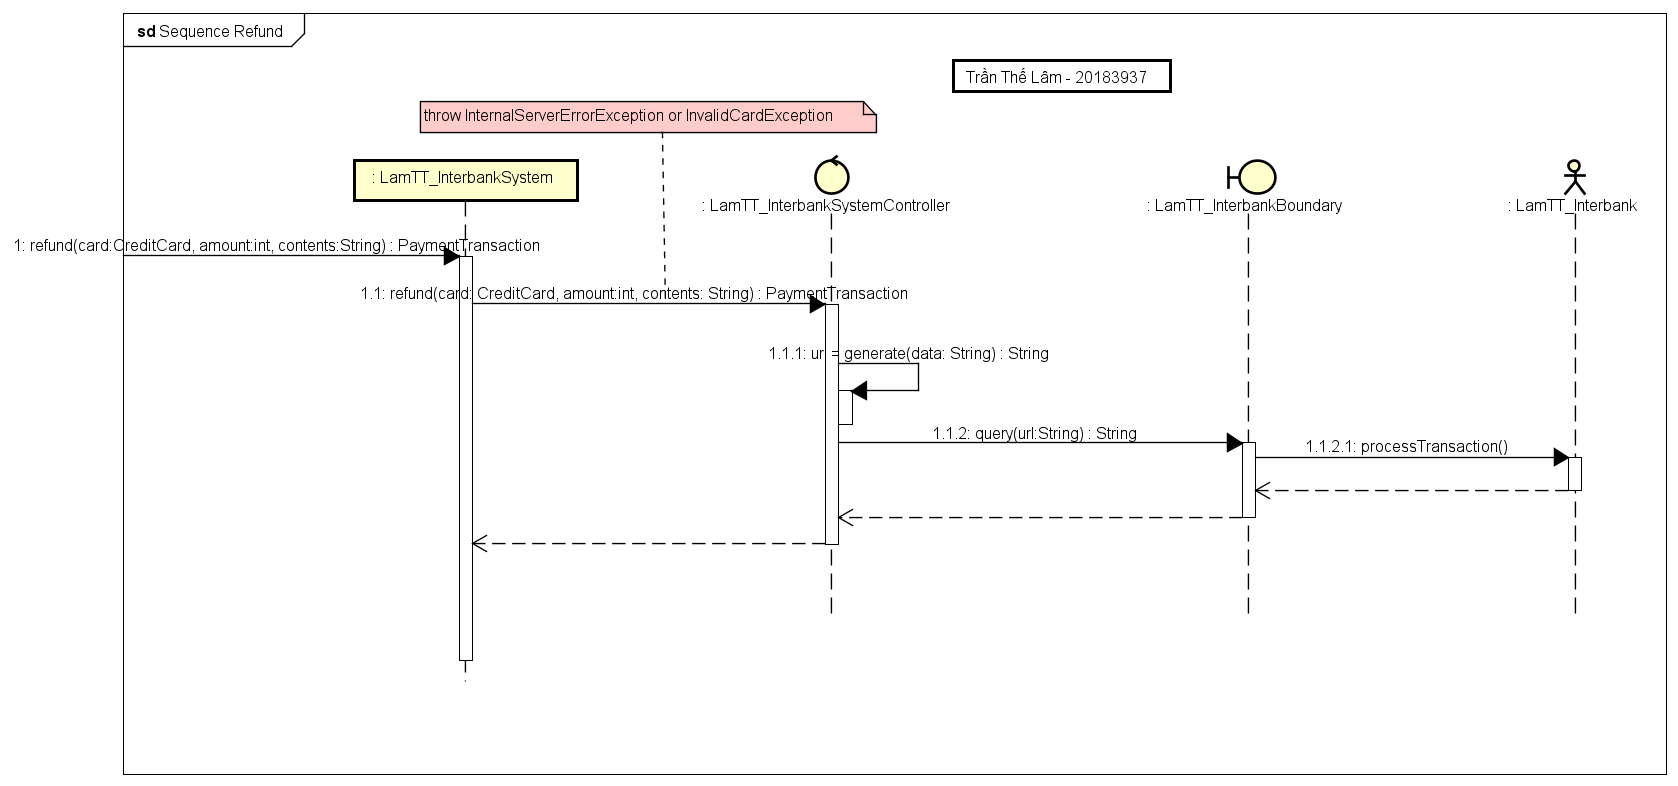 sd Sequence Refund
Trần Thế Lâm - 20183937
throw InternalServerErrorException or InvalidCardException
: LamTT_InterbankSystem
: LamTT_InterbankSystemController
: LamTT_InterbankBoundary
: LamTT_Interbank
1: refund(card:CreditCard, amount:int, contents:String) : PaymentTransaction
1.1: refund(card: CreditCard, amount:int, contents: String) : PaymentTransaction
1.1.1: url = generate(data: String) : String
1.1.2: query(url:String) : String
1.1.2.1: processTransaction()